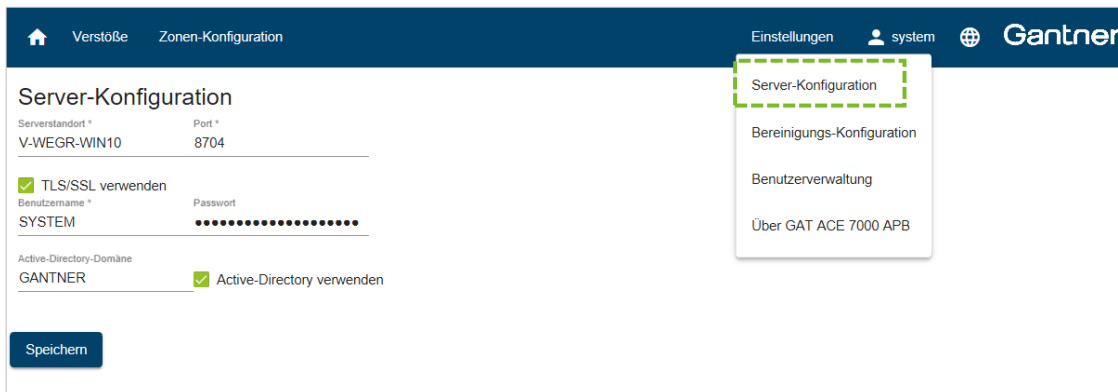 Verstöße Zonen-Konfiguration Einstellungen system Gantner
Server-Konfiguration
Bereinigungs-Konfiguration
Benutzerverwaltung
Über GAT ACE 7000 APB
Server-Konfiguration
Serverstandort * Port *
V-WEGR-WIN10 8704
TLS/SSL verwenden
Benutzername * Passwort
SYSTEM ••••••••••••••••••••
Active-Directory-Domäne
GANTNER Active-Directory verwenden
Speichern